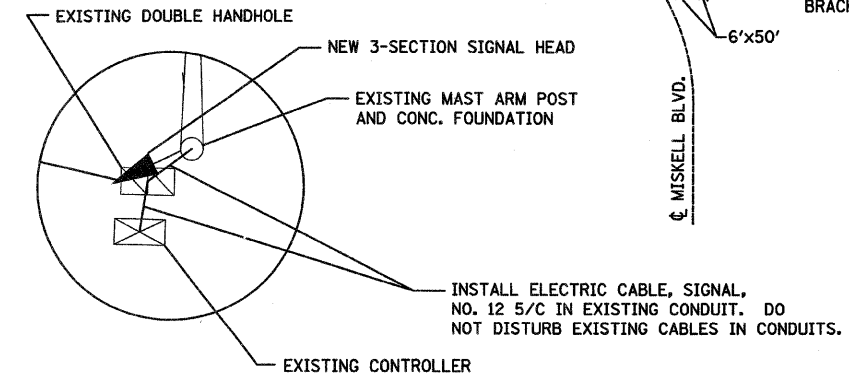 EXISTING DOUBLE HANDHOLE
NEW 3-SECTION SIGNAL HEAD
EXISTING MAST ARM POST
AND CONC. FOUNDATION
INSTALL ELECTRIC CABLE, SIGNAL,
NO. 12 5/C IN EXISTING CONDUIT. DO
NOT DISTURB EXISTING CABLES IN CONDUITS.
EXISTING CONTROLLER
6'x50'
℄ MISKELL BLVD.